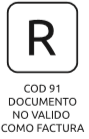 R
COD 91
DOCUMENTO
NO VALIDO
COMO FACTURA